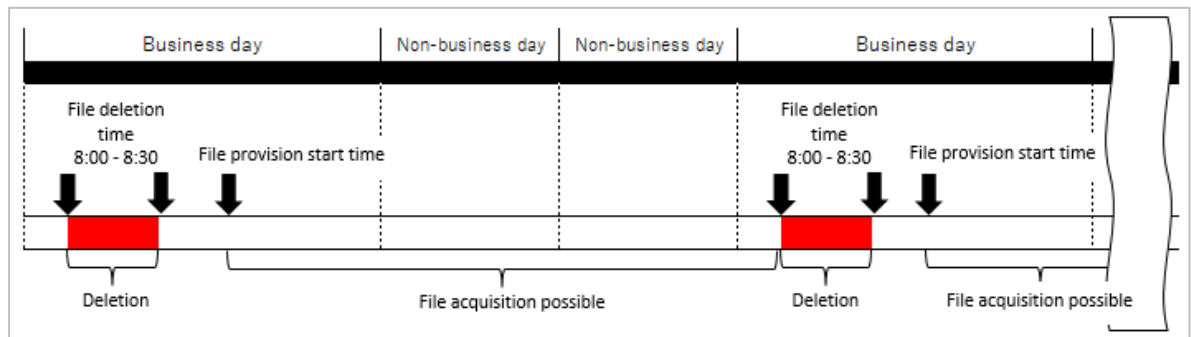 Business day
Non-business day
Non-business day
Business day
File deletion
time
8:00 - 8:30
File provision start time
File deletion
time
8:00 - 8:30
File provision start time
Deletion
File acquisition possible
Deletion
File acquisition possible